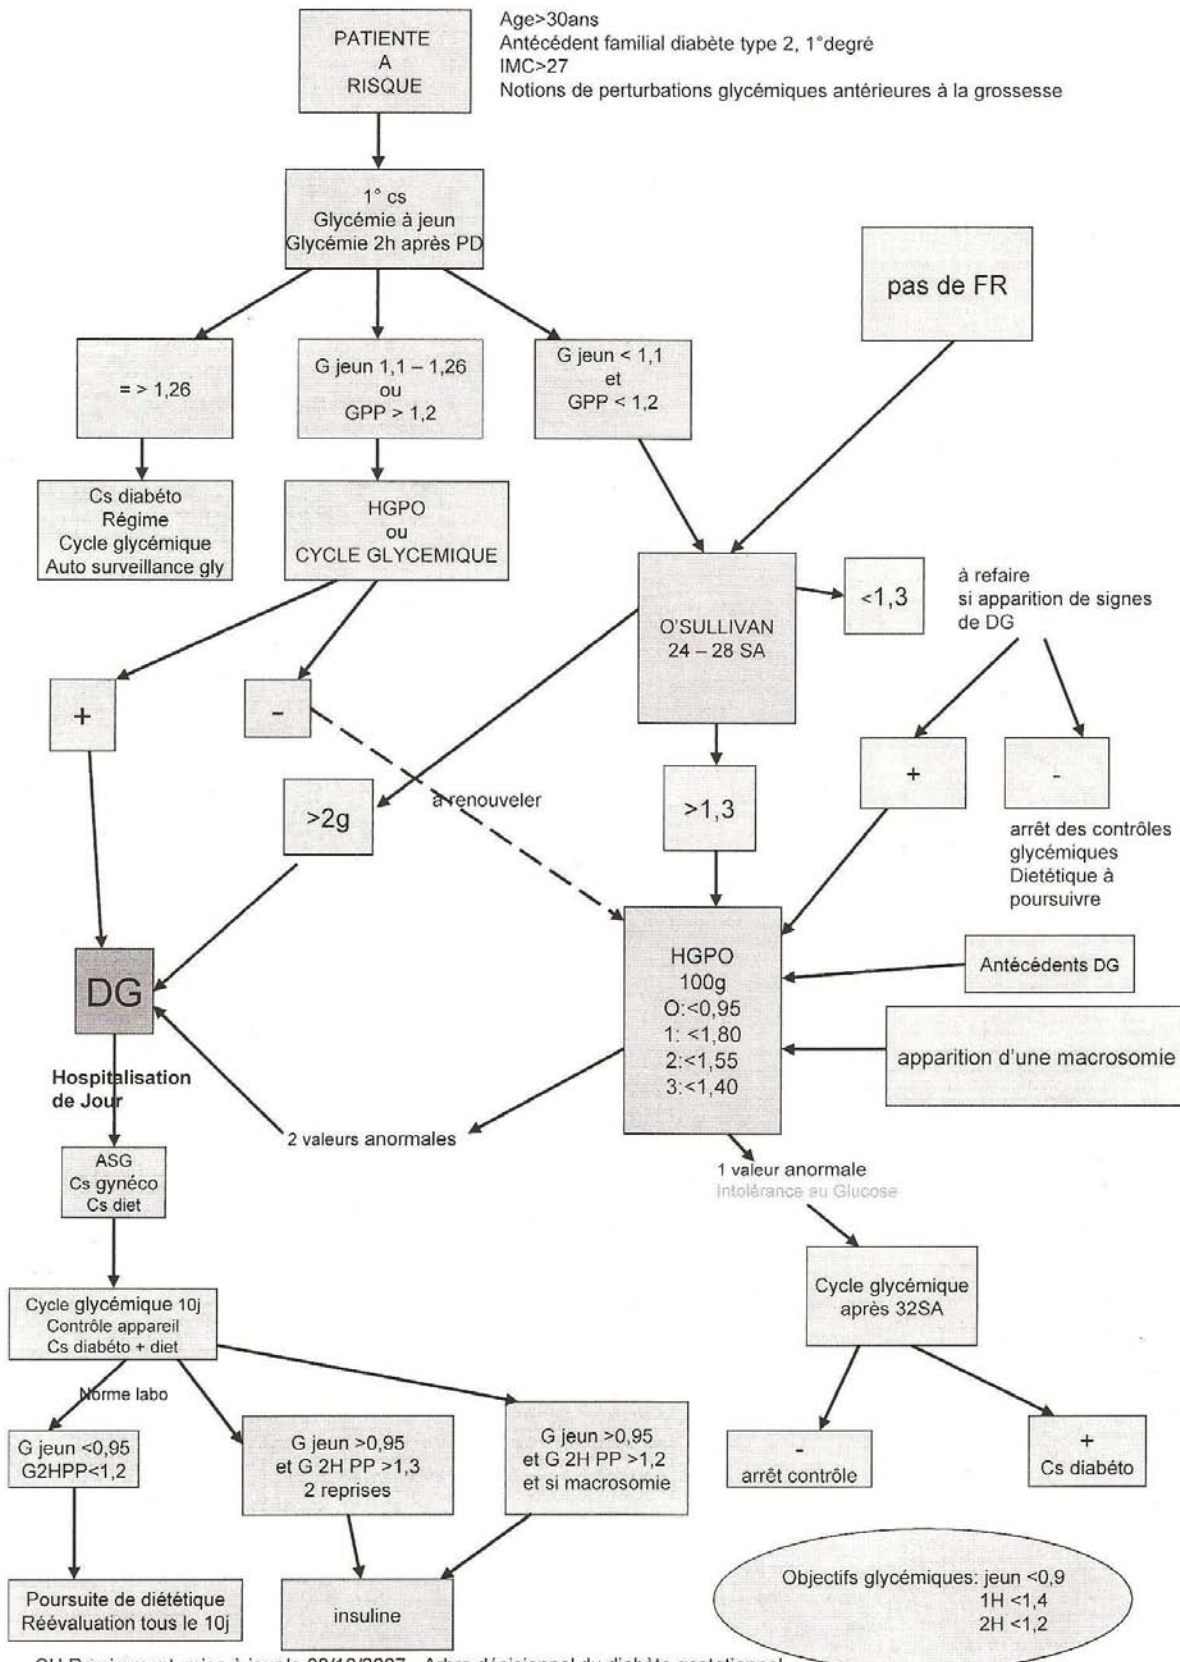 PATIENTE
A
RISQUE
Age>30ans
Antécédent familial diabète type 2, 1°degré
IMC>27
Notions de perturbations glycémiques antérieures à la grossesse
1° cs
Glycémie à jeun
Glycémie 2h après PD
pas de FR
= > 1,26
G jeun 1,1 – 1,26
ou
GPP > 1,2
G jeun < 1,1
et
GPP < 1,2
Cs diabéto
Régime
Cycle glycémique
Auto surveillance gly
HGPO
ou
CYCLE GLYCEMIQUE
O'SULLIVAN
24 – 28 SA
<1,3
à refaire
si apparition de signes
de DG
+
-
>2g
à renouveler
>1,3
+
-
arrêt des contrôles
glycémiques
Dietétique à
poursuivre
DG
HGPO
100g
O:<0,95
1: <1,80
2:<1,55
3:<1,40
Antécédents DG
apparition d'une macrosomie
Hospitalisation
de Jour
2 valeurs anormales
ASG
Cs gynéco
Cs diet
1 valeur anormale
Intolérance au Glucose
Cycle glycémique 10j
Contrôle appareil
Cs diabéto + diet
Cycle glycémique
après 32SA
Norme labo
G jeun <0,95
G2HPP<1,2
G jeun >0,95
et G 2H PP >1,3
2 reprises
G jeun >0,95
et G 2H PP >1,2
et si macrosomie
-
arrêt contrôle
+
Cs diabéto
Poursuite de diététique
Réévaluation tous le 10j
insuline
Objectifs glycémiques: jeun <0,9
1H <1,4
2H <1,2